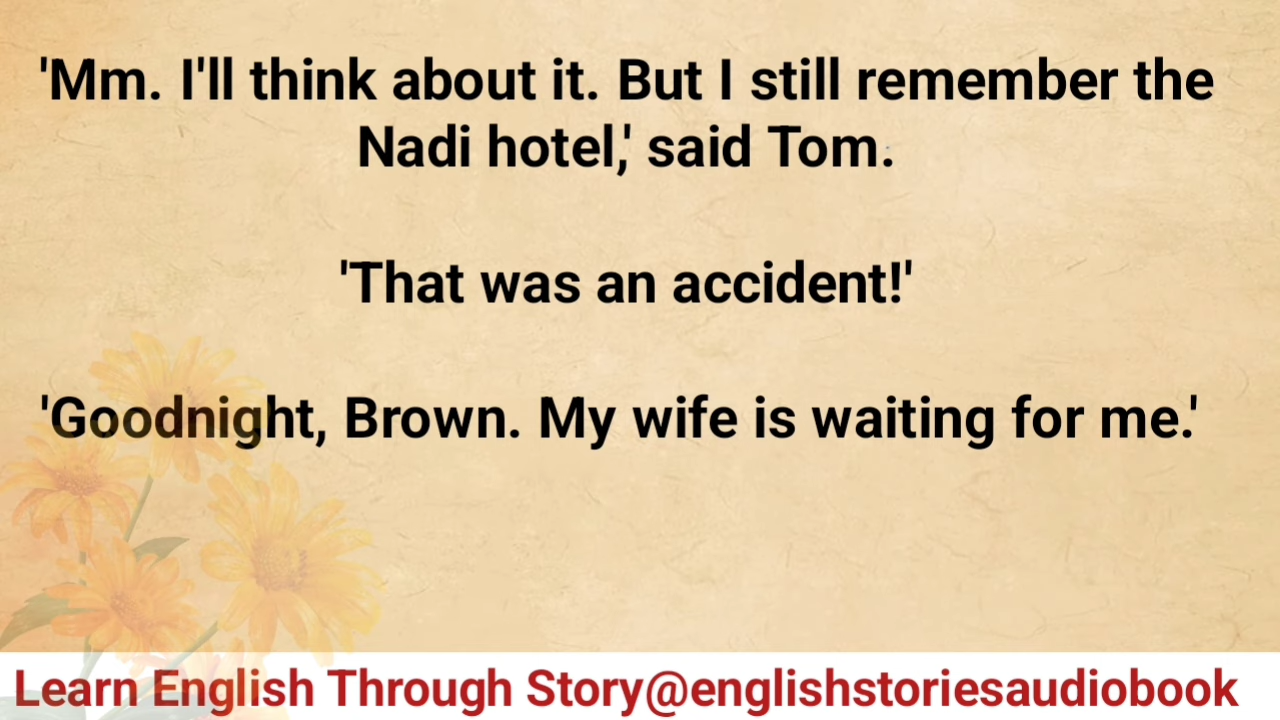 'Mm. I'll think about it. But I still remember the
Nadi hotel,' said Tom.
'That was an accident!'
'Goodnight, Brown. My wife is waiting for me.'
Learn English Through Story@englishstoriesaudiobook